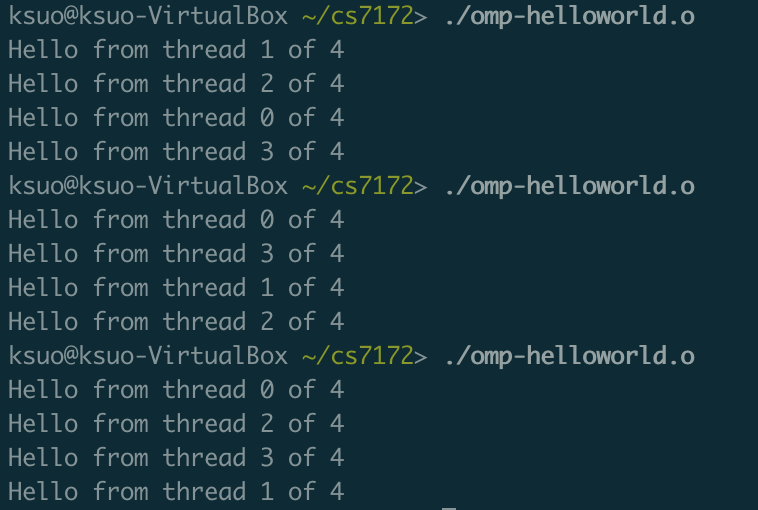 ksuo@ksuo-VirtualBox ~/cs7172> ./omp-helloworld.o
Hello from thread 1 of 4
Hello from thread 2 of 4
Hello from thread 0 of 4
Hello from thread 3 of 4
ksuo@ksuo-VirtualBox ~/cs7172> ./omp-helloworld.o
Hello from thread 0 of 4
Hello from thread 3 of 4
Hello from thread 1 of 4
Hello from thread 2 of 4
ksuo@ksuo-VirtualBox ~/cs7172> ./omp-helloworld.o
Hello from thread 0 of 4
Hello from thread 2 of 4
Hello from thread 3 of 4
Hello from thread 1 of 4